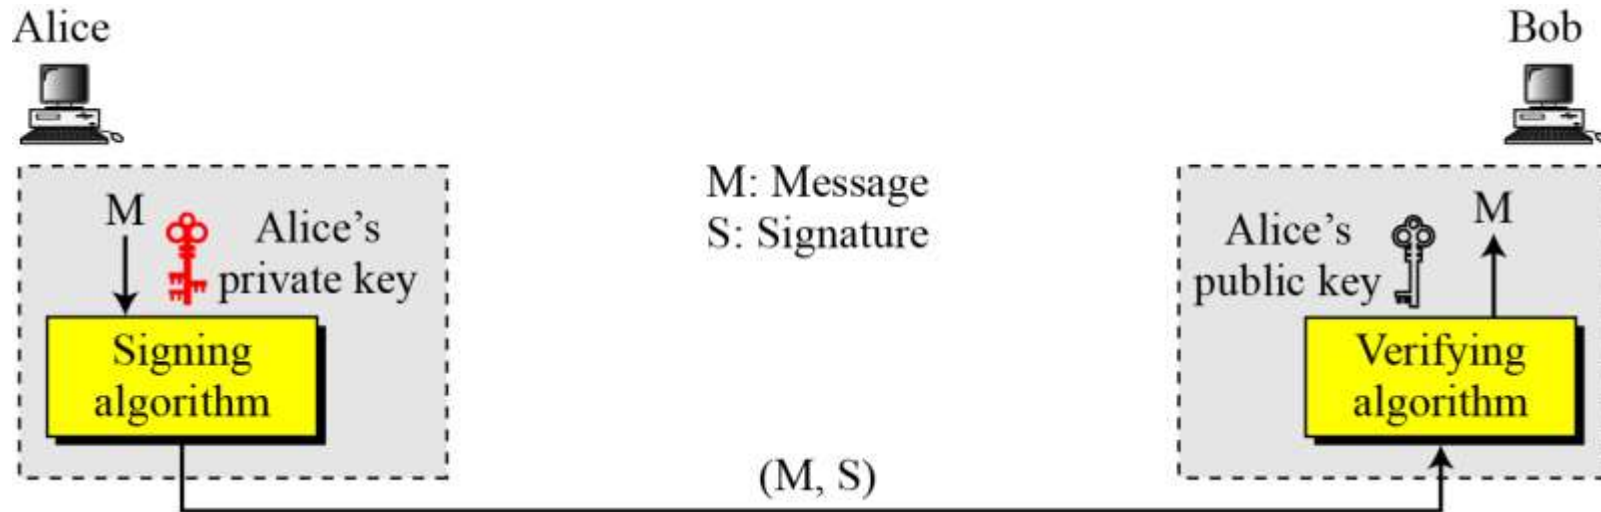 Alice
Bob
M
Alice's
private key
Signing
algorithm
M: Message
S: Signature
(M, S)
Alice's
public key
M
Verifying
algorithm